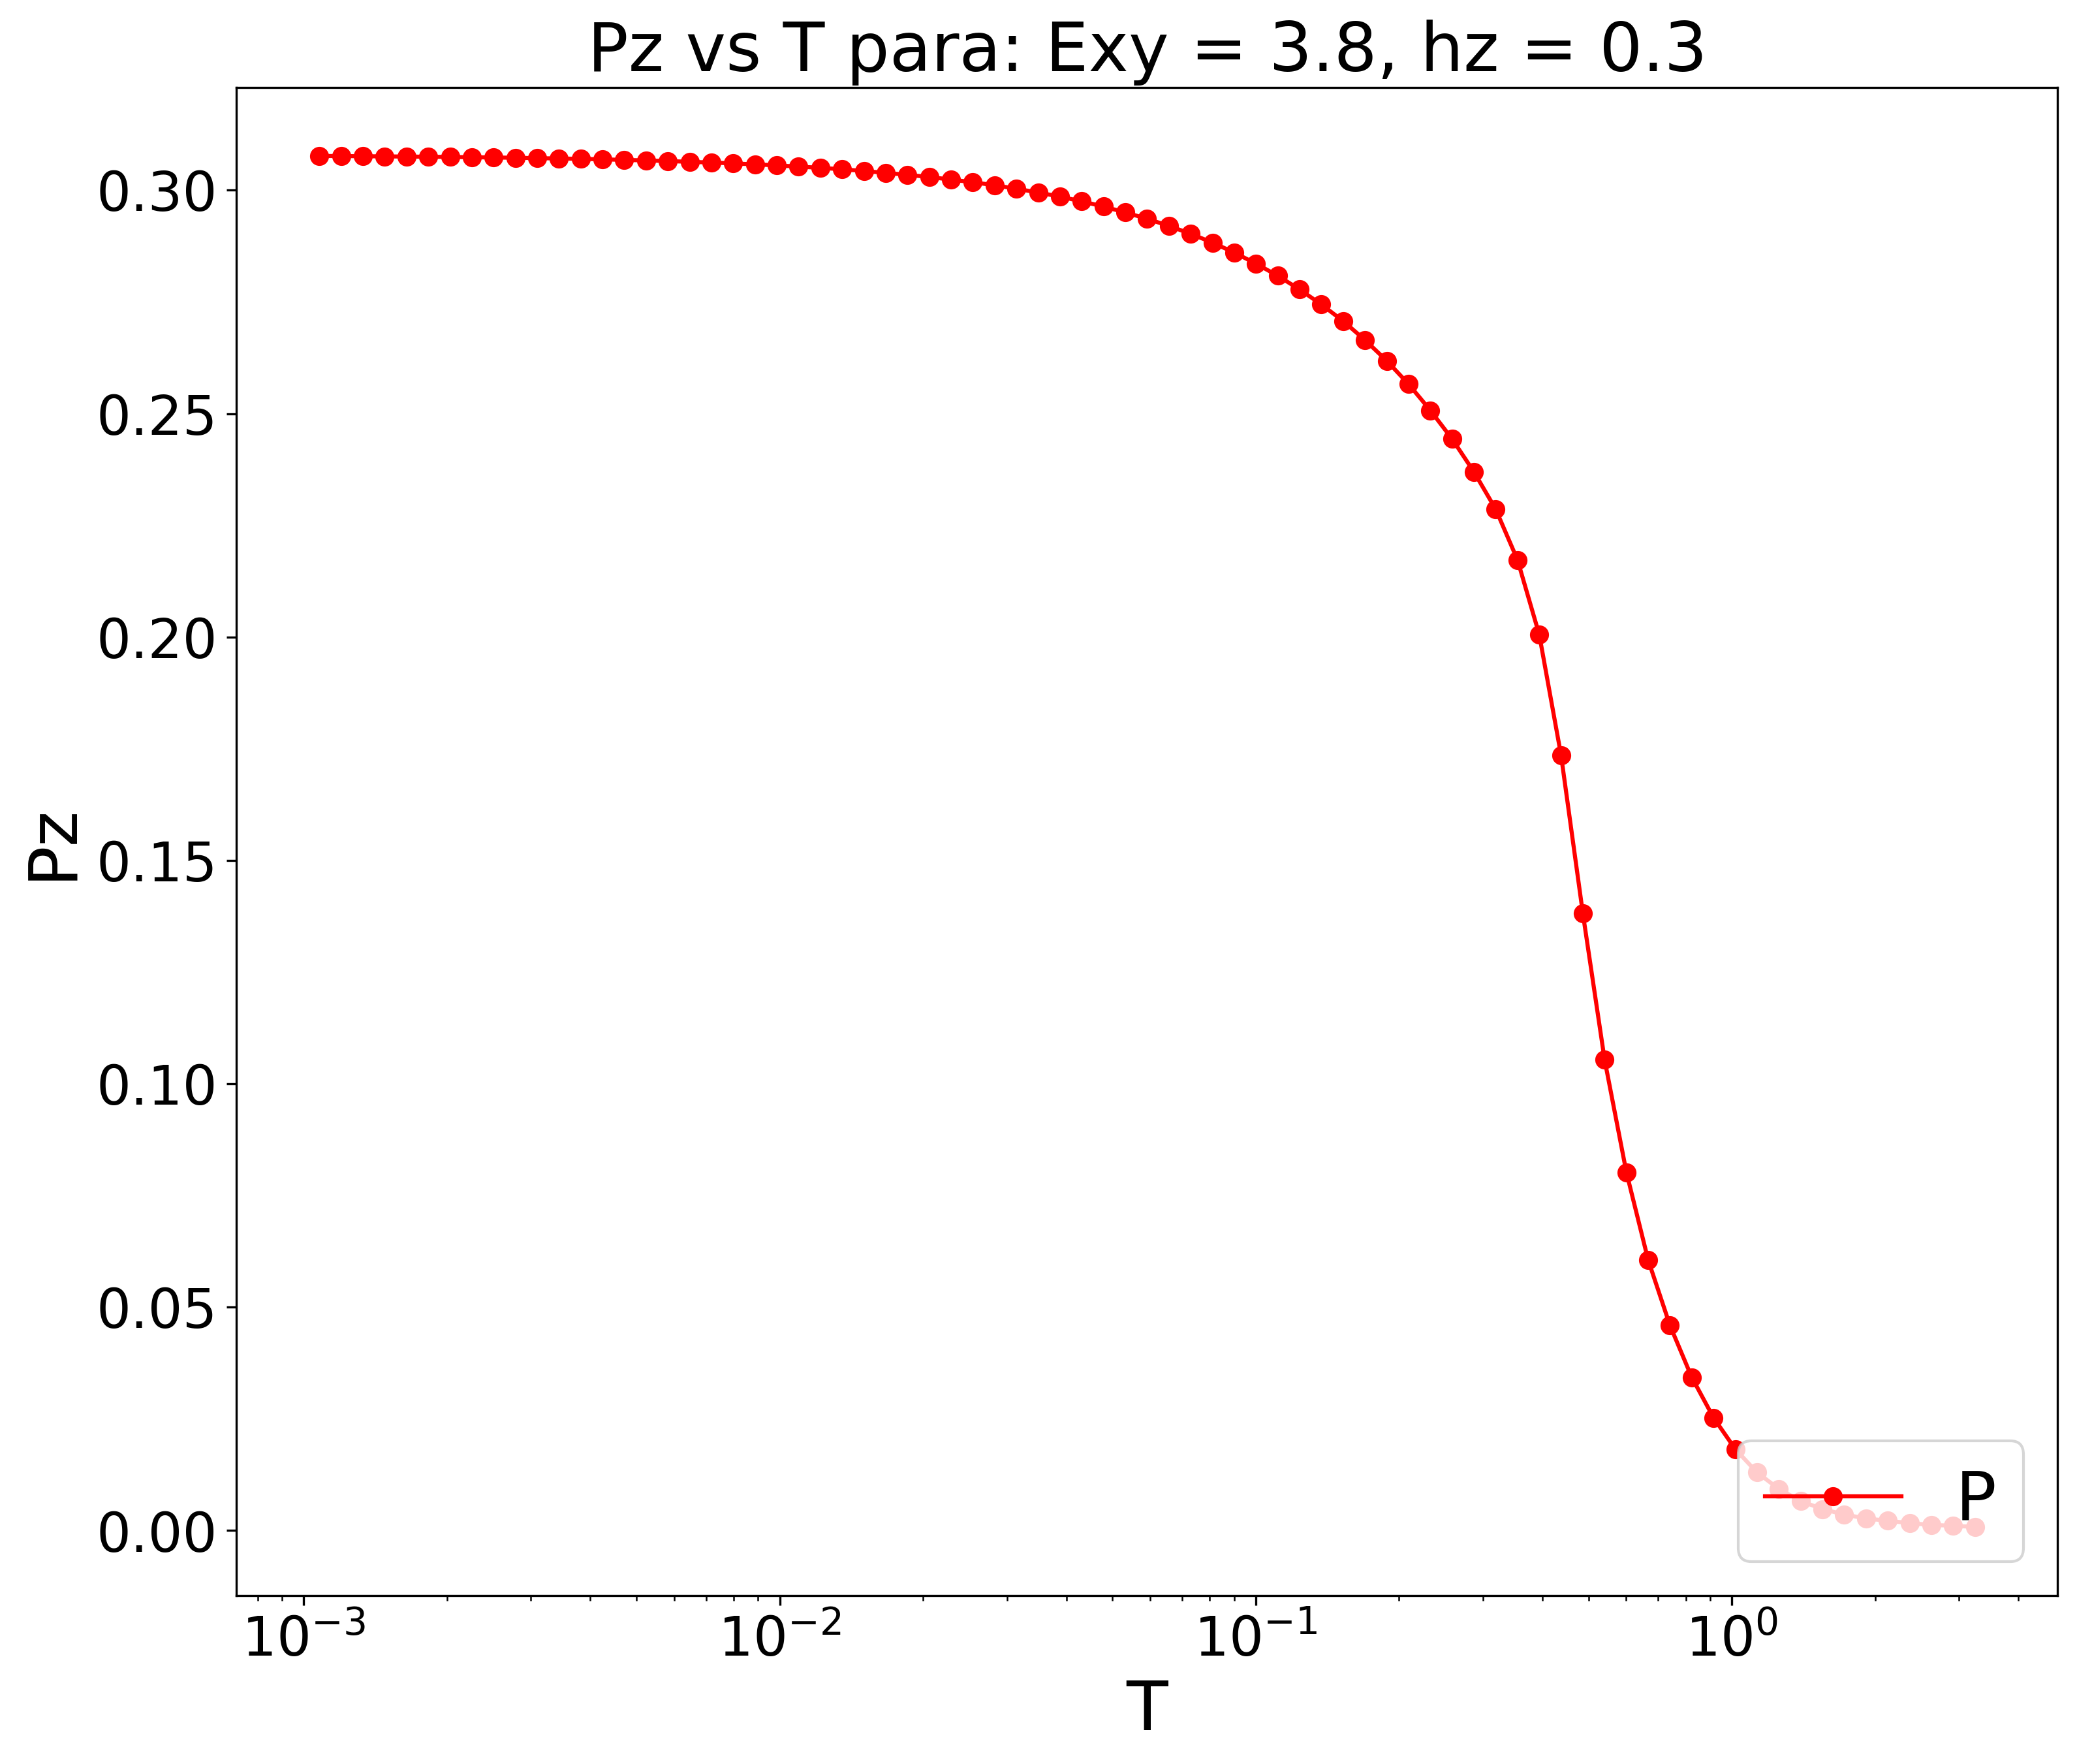 Pz vs T para: Exy = 3.8, hz = 0.3
Pz
0.30
0.25
0.20
0.15
0.10
0.05
0.00
P
10⁻³ 10⁻² 10⁻¹ 10⁰
T